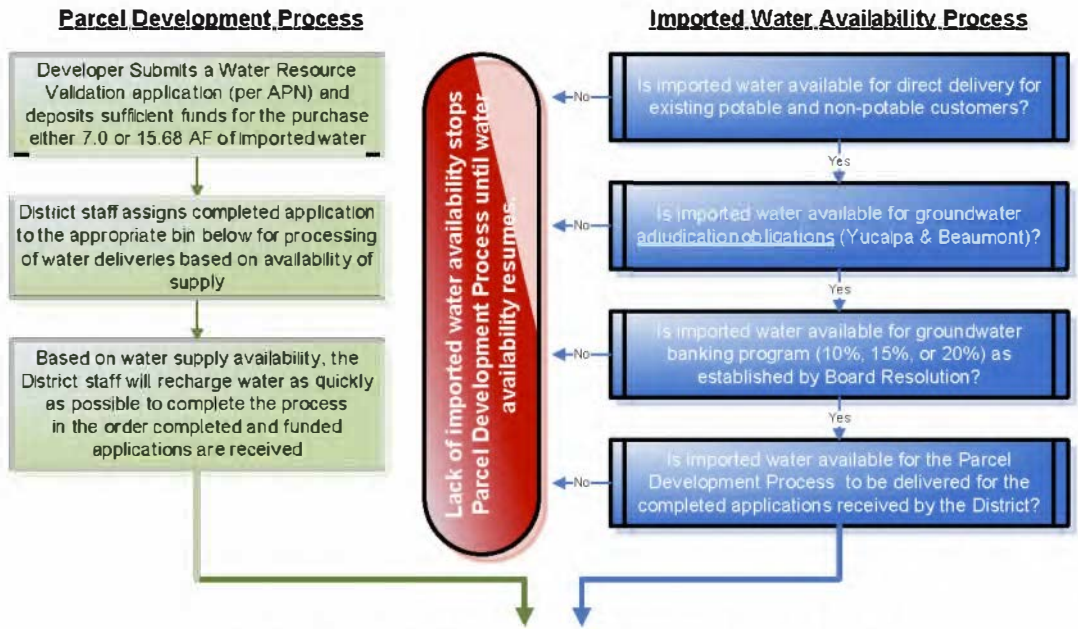 Parcel Development Process
Developer Submits a Water Resource
Validation application (per APN) and
deposits sufficient funds for the purchase
either 7.0 or 15.68 AF of imported water
District staff assigns completed application
to the appropriate bin below for processing
of water deliveries based on availability of
supply
Based on water supply availability, the
District staff will recharge water as quickly
as possible to complete the process
in the order completed and funded
applications are received
Lack of imported water availability stops
Parcel Development Process until water
availability resumes.
Imported Water Availability Process
Is imported water available for direct delivery for
existing potable and non-potable customers?
No
Yes
Is imported water available for groundwater
adjudication obligations (Yucaipa & Beaumont)?
No
Yes
Is imported water available for groundwater
banking program (10%, 15%, or 20%) as
established by Board Resolution?
No
Yes
Is imported water available for the Parcel
Development Process to be delivered for the
completed applications received by the District?
No